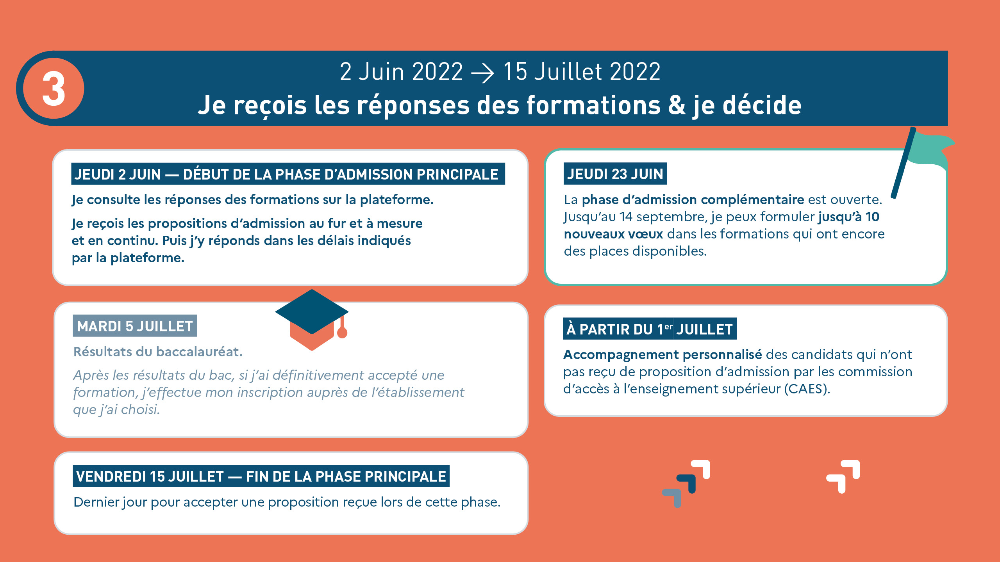 3
2 Juin 2022 → 15 Juillet 2022
Je reçois les réponses des formations & je décide
JEUDI 2 JUIN — DÉBUT DE LA PHASE D’ADMISSION PRINCIPALE
Je consulte les réponses des formations sur la plateforme.
Je reçois les propositions d’admission au fur et à mesure
et en continu. Puis j’y réponds dans les délais indiqués
par la plateforme.
JEUDI 23 JUIN
La phase d’admission complémentaire est ouverte.
Jusqu’au 14 septembre, je peux formuler jusqu’à 10
nouveaux vœux dans les formations qui ont encore
des places disponibles.
MARDI 5 JUILLET
Résultats du baccalauréat.
Après les résultats du bac, si j’ai définitivement accepté une
formation, j’effectue mon inscription auprès de l’établissement
que j’ai choisi.
À PARTIR DU 1er JUILLET
Accompagnement personnalisé des candidats qui n’ont
pas reçu de proposition d’admission par les commission
d’accès à l’enseignement supérieur (CAES).
VENDREDI 15 JUILLET — FIN DE LA PHASE PRINCIPALE
Dernier jour pour accepter une proposition reçue lors de cette phase.